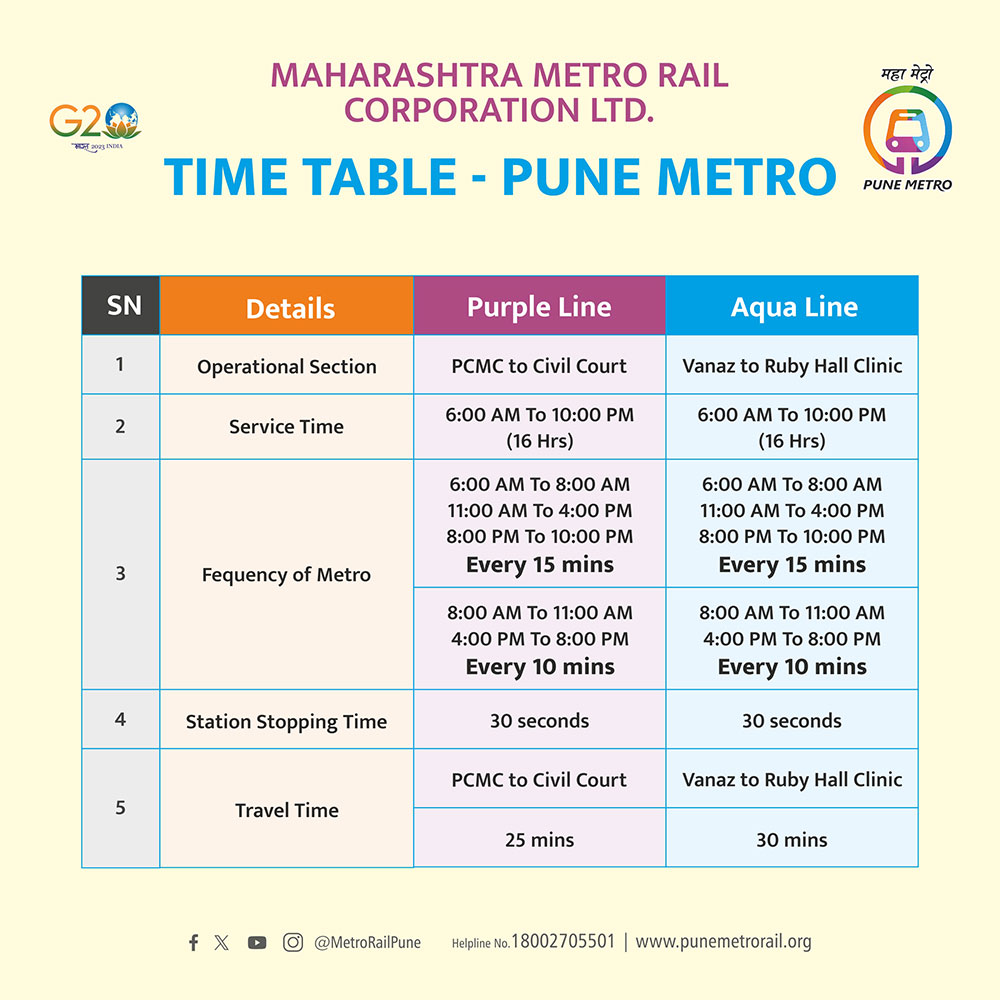 MAHARASHTRA METRO RAIL
CORPORATION LTD.
G20
भारत 2023 INDIA
महा मेट्रो
PUNE METRO
TIME TABLE - PUNE METRO
SN Details Purple Line Aqua Line
1 Operational Section PCMC to Civil Court Vanaz to Ruby Hall Clinic
2 Service Time 6:00 AM To 10:00 PM 6:00 AM To 10:00 PM
(16 Hrs) (16 Hrs)
3 Fequency of Metro
6:00 AM To 8:00 AM 6:00 AM To 8:00 AM
11:00 AM To 4:00 PM 11:00 AM To 4:00 PM
8:00 PM To 10:00 PM 8:00 PM To 10:00 PM
Every 15 mins Every 15 mins
8:00 AM To 11:00 AM 8:00 AM To 11:00 AM
4:00 PM To 8:00 PM 4:00 PM To 8:00 PM
Every 10 mins Every 10 mins
4 Station Stopping Time 30 seconds 30 seconds
5 Travel Time
PCMC to Civil Court Vanaz to Ruby Hall Clinic
25 mins 30 mins
@MetroRailPune Helpline No.18002705501 | www.punemetrorail.org